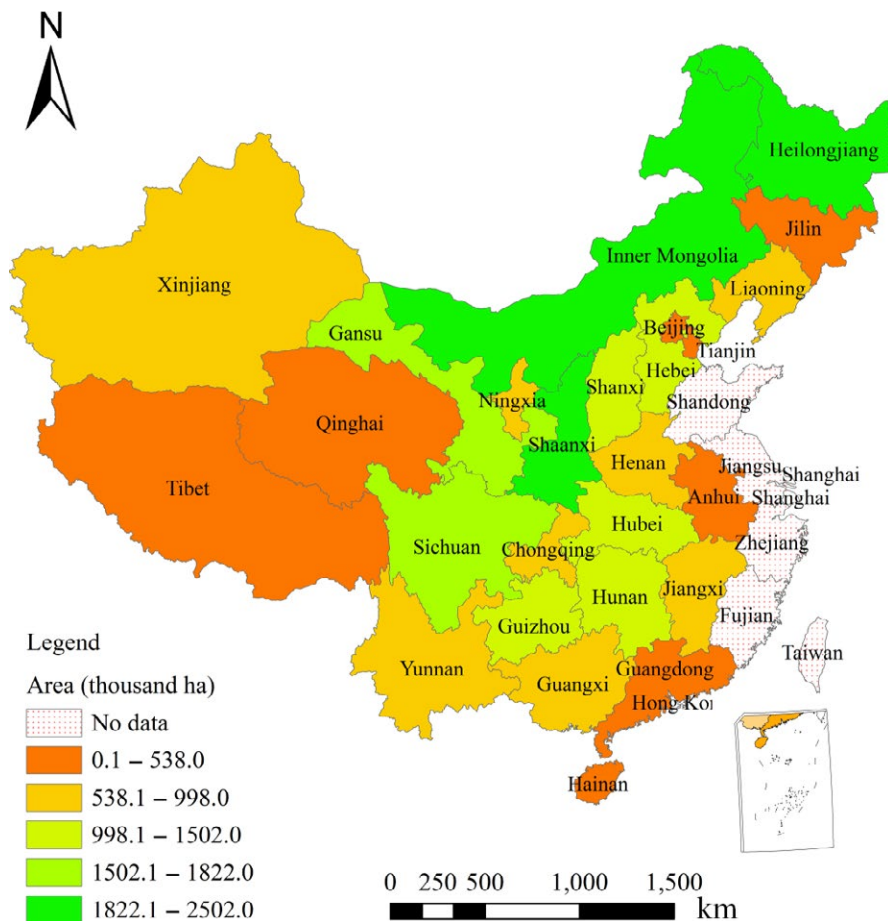 N
Heilongjiang
Jilin
Inner Mongolia
Liaoning
Xinjiang
Gansu
Beijing
Tianjin
Hebei
Shanxi
Ningxia
Shandong
Qinghai
Shaanxi
Henan
Jiangsu
Shanghai
Tibet
Anhui
Shanghai
Hubei
Sichuan
Chongqing
Zhejiang
Jiangxi
Hunan
Guizhou
Fujian
Taiwan
Yunnan
Guangxi
Guangdong
Hong Koı
Hainan
Legend
Area (thousand ha)
No data
0.1 – 538.0
538.1 – 998.0
998.1 – 1502.0
1502.1 – 1822.0
1822.1 – 2502.0
0 250 500 1,000 1,500
km